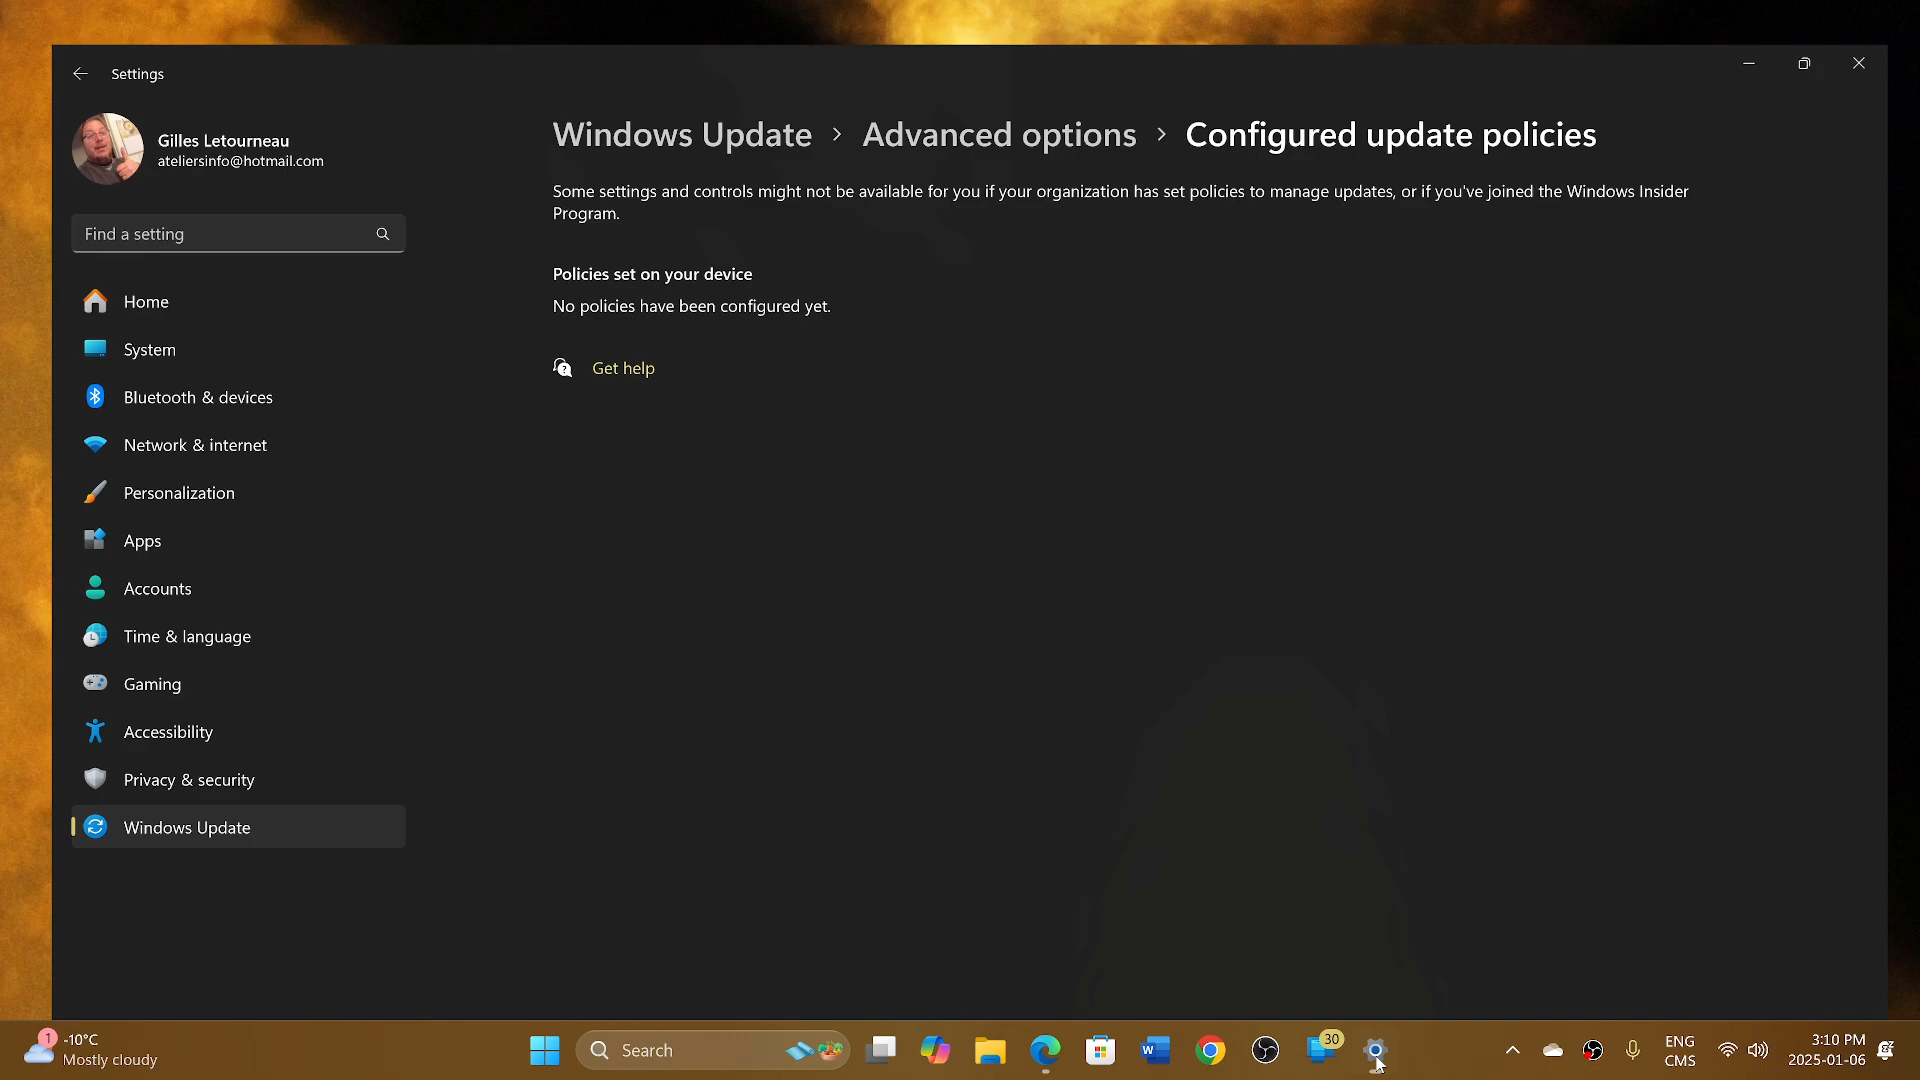 Settings
Gilles Letourneau
ateliersinfo@hotmail.com
Find a setting
Home
System
Bluetooth & devices
Network & internet
Personalization
Apps
Accounts
Time & language
Gaming
Accessibility
Privacy & security
Windows Update
Windows Update > Advanced options > Configured update policies
Some settings and controls might not be available for you if your organization has set policies to manage updates, or if you've joined the Windows Insider
Program.
Policies set on your device
No policies have been configured yet.
Get help
1
-10°C
Mostly cloudy
Search
W
30
ENG
CMS
3:10 PM
2025-01-06